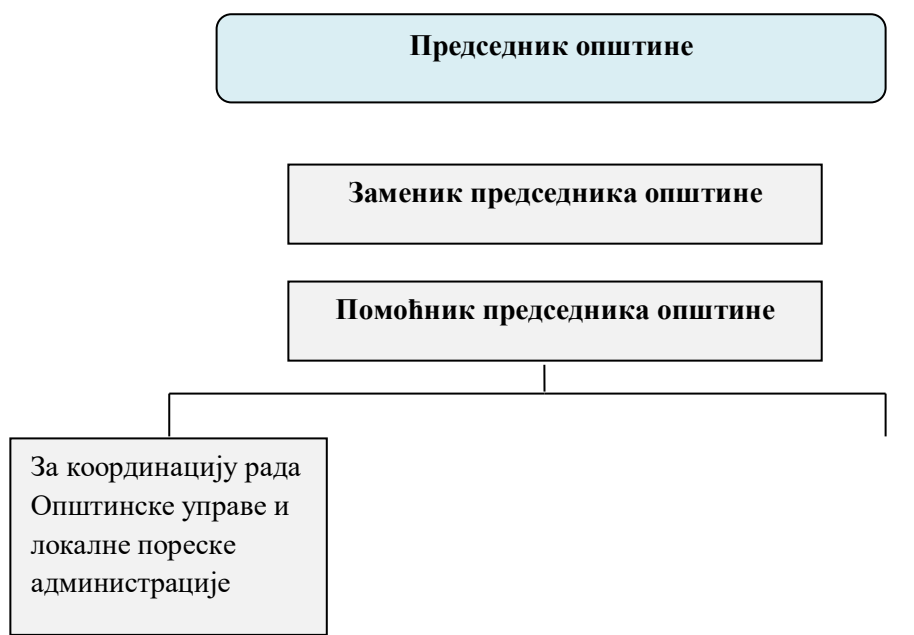 Председник општине
Заменик председника општине
Помоћник председника општине
За координацију рада
Општинске управе и
локалне пореске
администрације